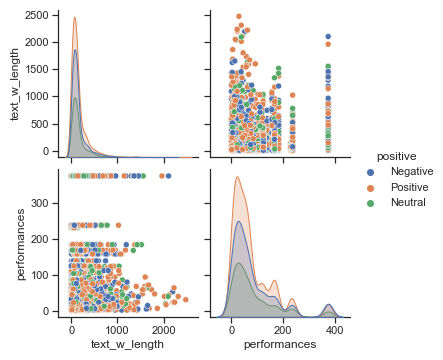 2500
2000
1500
1000
500
0
text_w_length
positive
Negative
Positive
Neutral
300
200
100
0
performances
0
1000
2000
text_w_length
0
200
400
performances